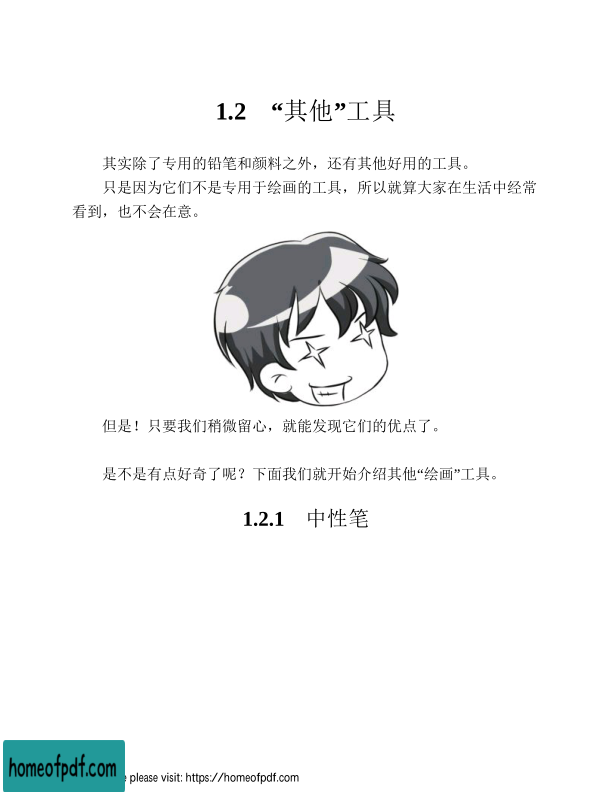 1.2 “其他”工具
其实除了专用的铅笔和颜料之外，还有其他好用的工具。
只是因为它们不是专用于绘画的工具，所以就算大家在生活中经常
看到，也不会在意。
但是！只要我们稍微留心，就能发现它们的优点了。
是不是有点好奇了呢？下面我们就开始介绍其他“绘画”工具。
1.2.1 中性笔
homeofpdf.com
please visit: https://homeofpdf.com